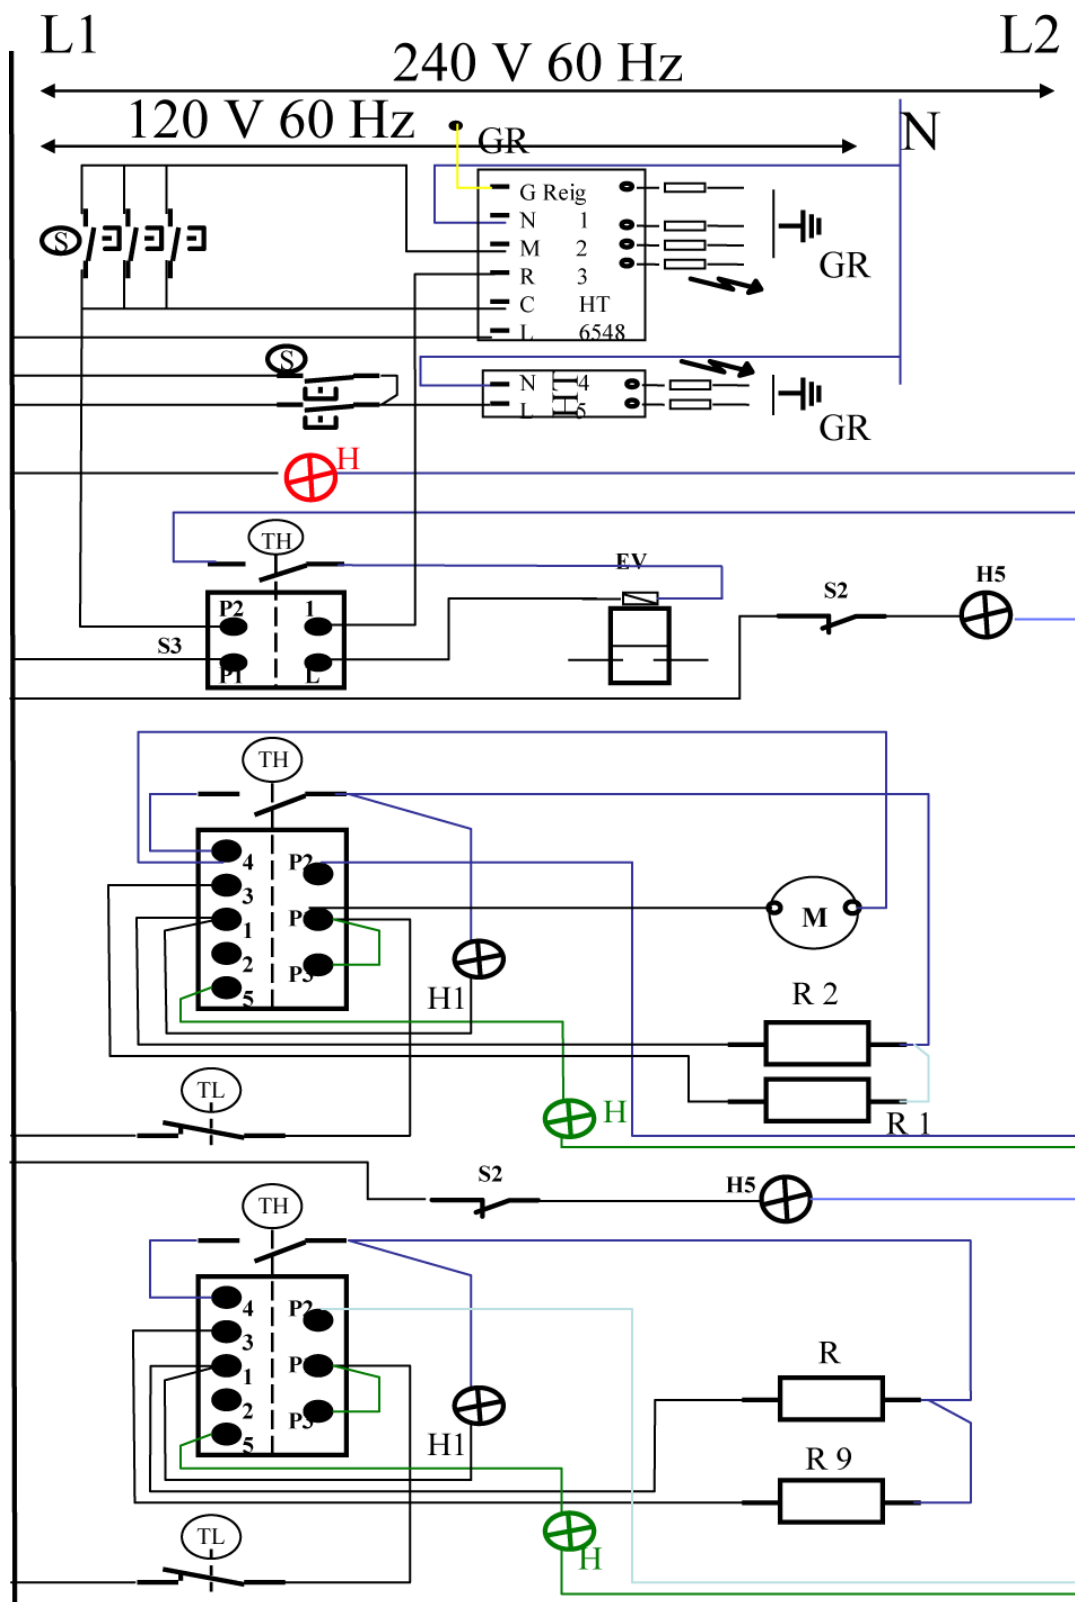 L1 L2
240 V 60 Hz
120 V 60 Hz N
GR
G Reig
N 1
S M 2
R 3 GR
C HT
L 6548
S
N 4
HT
L 5
GR
H
TH
EV
S2 H5
P2 1
S3
P1 L
TH
4 P2
3
1 P M
2
P3
5 H1 R 2
TL H
R 1
S2 H5
TH
4 P2
3
1 P R
2
P3
5 H1 R 9
TL H